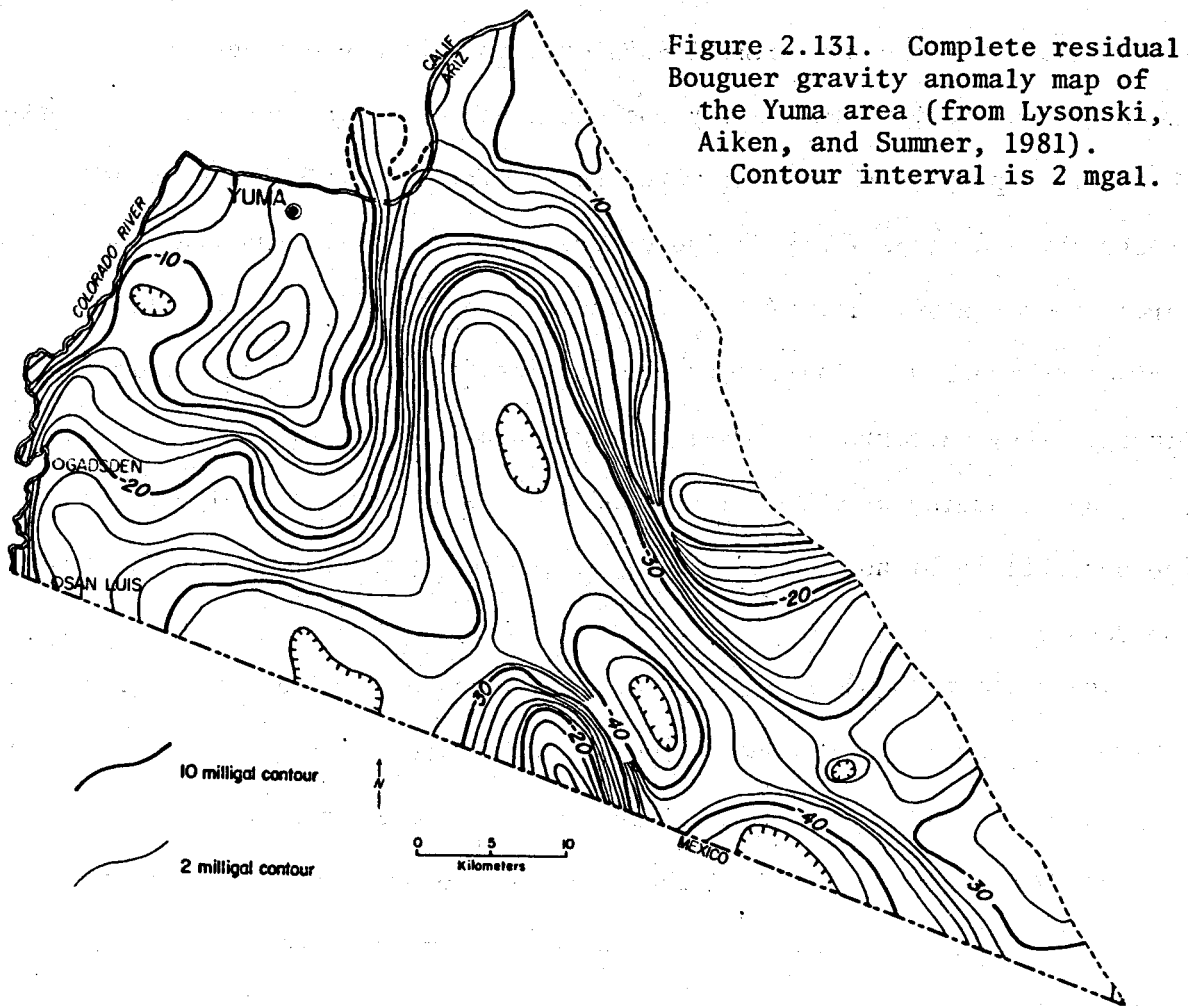 Figure 2.131. Complete residual
Bouguer gravity anomaly map of
the Yuma area (from Lysonski,
Aiken, and Sumner, 1981).
Contour interval is 2 mgal.
CALIF
ARIZ
YUMA
COLORADO RIVER
-10
-10
OGADSDEN
-20
-30
OSAN LUIS
-20
-30
-20
-40
-40
MEXICO
-30
10 milligal contour
N
2 milligal contour
0 5 10
Kilometers